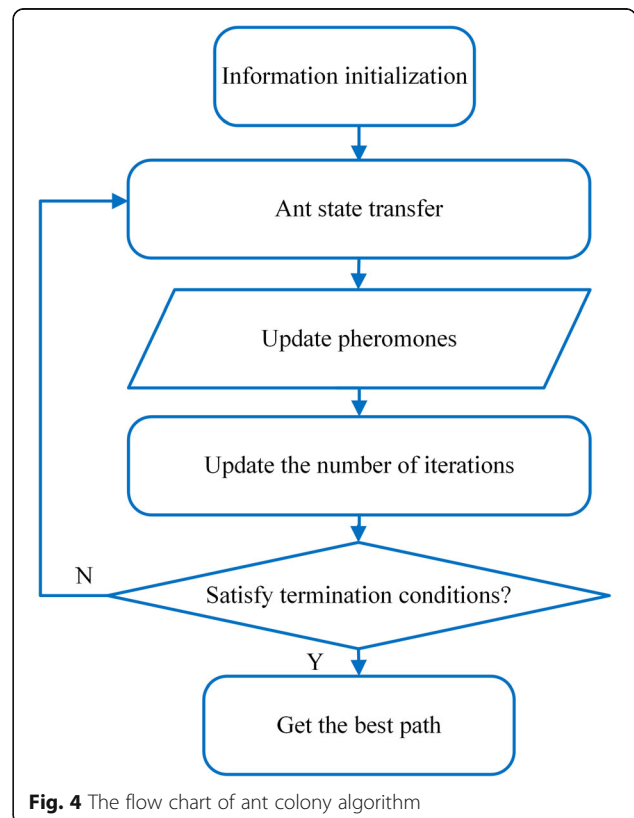 Information initialization
Ant state transfer
Update pheromones
Update the number of iterations
Satisfy termination conditions?
N
Y
Get the best path
Fig. 4 The flow chart of ant colony algorithm